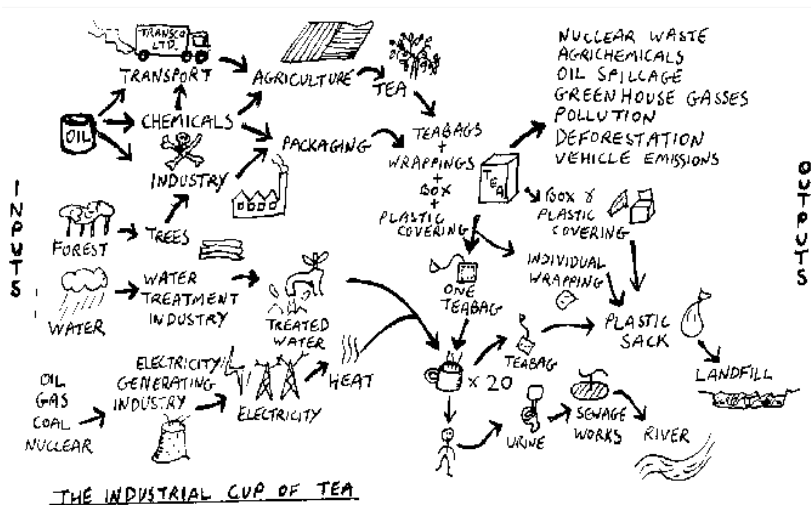 TRANSCO
LTD.
TRANSPORT
AGRICULTURE
TEA
OIL
CHEMICALS
PACKAGING
INDUSTRY
TEABAGS
+
WRAPPINGS
+
BOX
+
PLASTIC COVERING
TEA
NUCLEAR WASTE
AGRICHEMICALS
OIL SPILLAGE
GREENHOUSE GASSES
POLLUTION
DEFORESTATION
VEHICLE EMISSIONS
INPUTS
OUTPUTS
BOX &
PLASTIC
COVERING
FOREST
TREES
INDIVIDUAL
WRAPPING
ONE
TEABAG
WATER
WATER
TREATMENT
INDUSTRY
TREATED
WATER
PLASTIC
SACK
TEABAG
LANDFILL
OIL
GAS
COAL
NUCLEAR
ELECTRICITY
GENERATING
INDUSTRY
ELECTRICITY
HEAT
x 20
URINE
SEWAGE
WORKS
RIVER
THE INDUSTRIAL CUP OF TEA